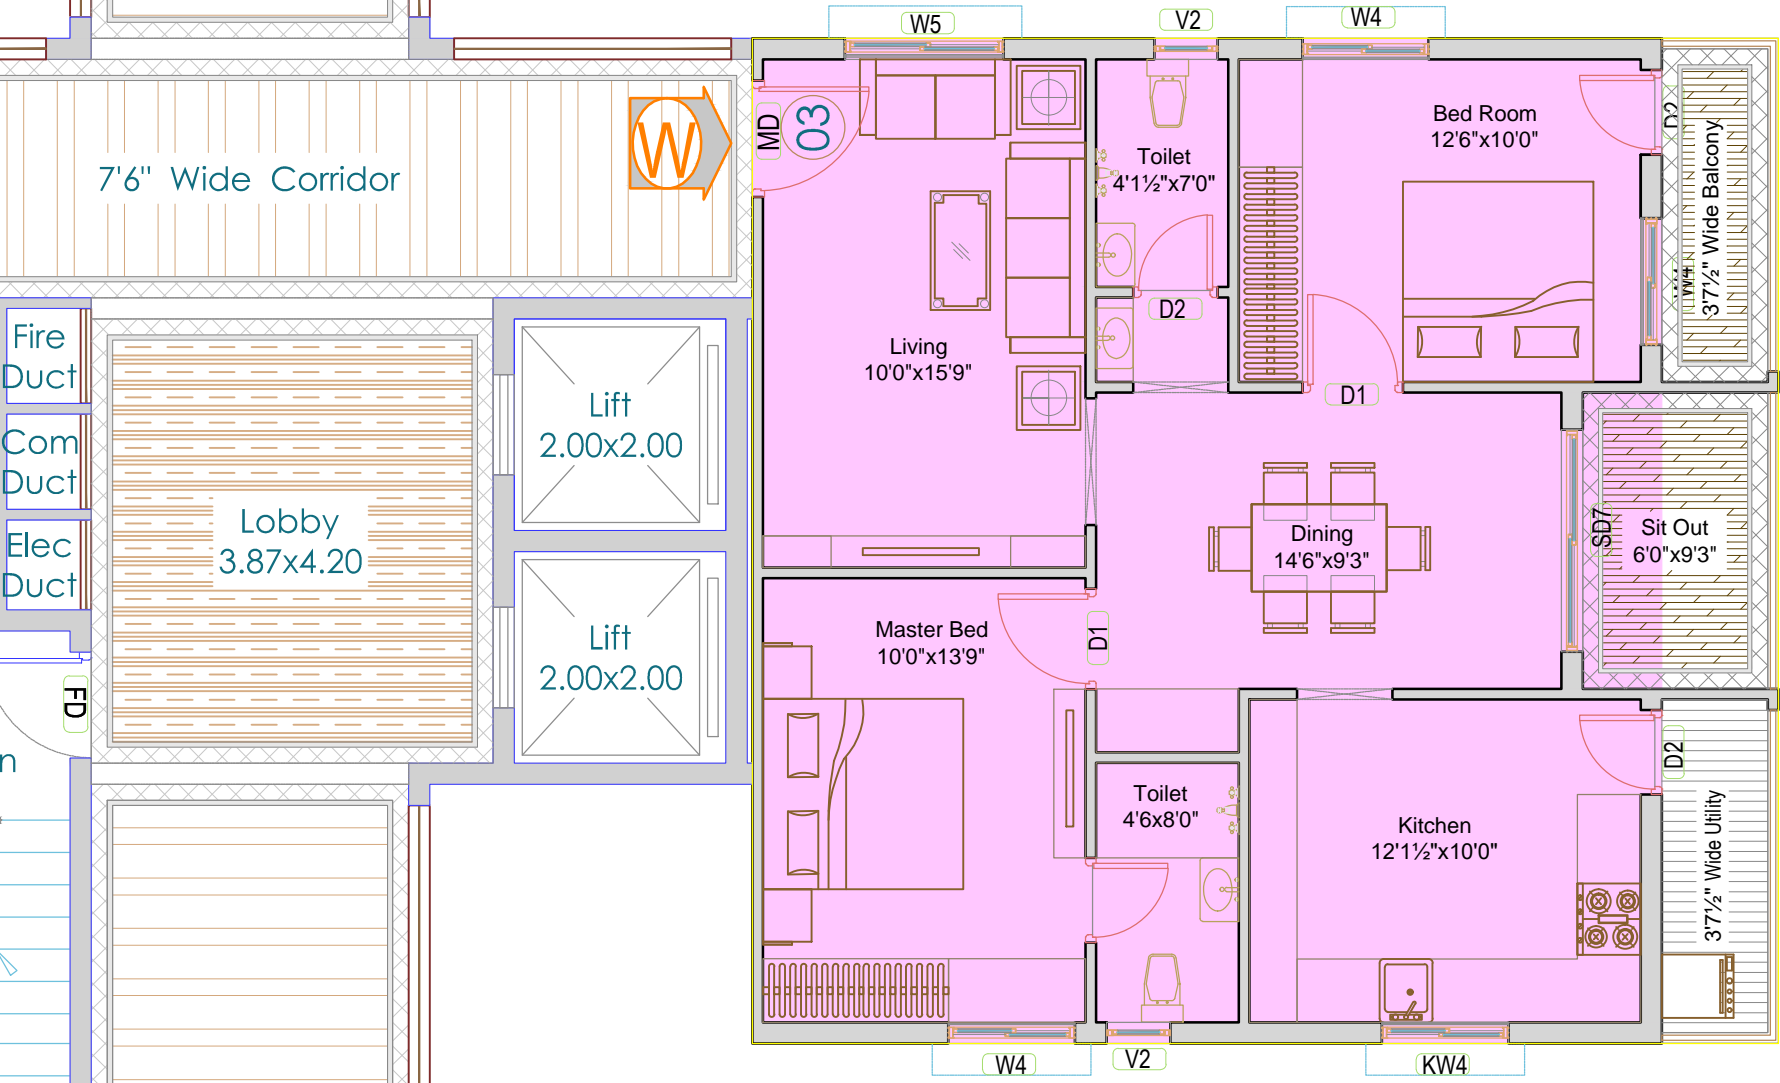 W5
V2
W4
MD
03
W
7'6" Wide Corridor
Toilet
4'1½"x7'0"
Bed Room
12'6"x10'0"
D2
3'7½" Wide Balcony
W4
Fire
Duct
Com
Duct
Elec
Duct
Lobby
3.87x4.20
Lift
2.00x2.00
Lift
2.00x2.00
Living
10'0"x15'9"
D2
D1
Dining
14'6"x9'3"
SD7
Sit Out
6'0"x9'3"
Master Bed
10'0"x13'9"
D1
FD
n
Toilet
4'6x8'0"
Kitchen
12'1½"x10'0"
D2
3'7½" Wide Utility
W4
V2
KW4